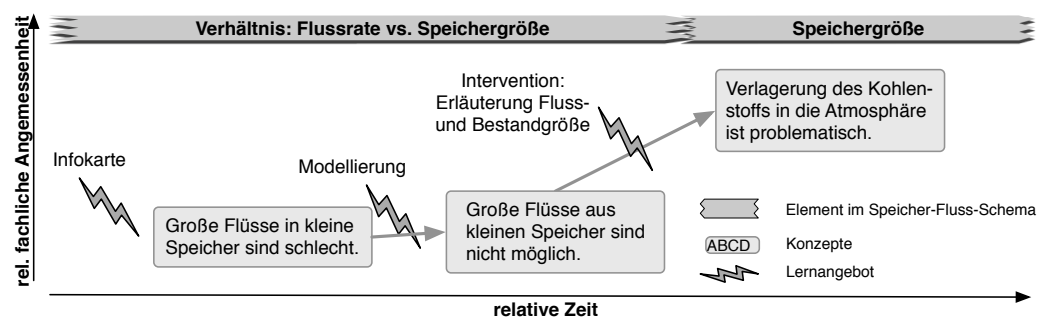 Verhältnis: Flussrate vs. Speichergröße
Speichergröße
rel. fachliche Angemessenheit
Infokarte
Große Flüsse in kleine
Speicher sind schlecht.
Modellierung
Große Flüsse aus
kleinen Speicher sind
nicht möglich.
Intervention:
Erläuterung Fluss-
und Bestandgröße
Verlagerung des Kohlen-
stoffs in die Atmosphäre
ist problematisch.
Element im Speicher-Fluss-Schema
ABCD
Konzepte
Lernangebot
relative Zeit